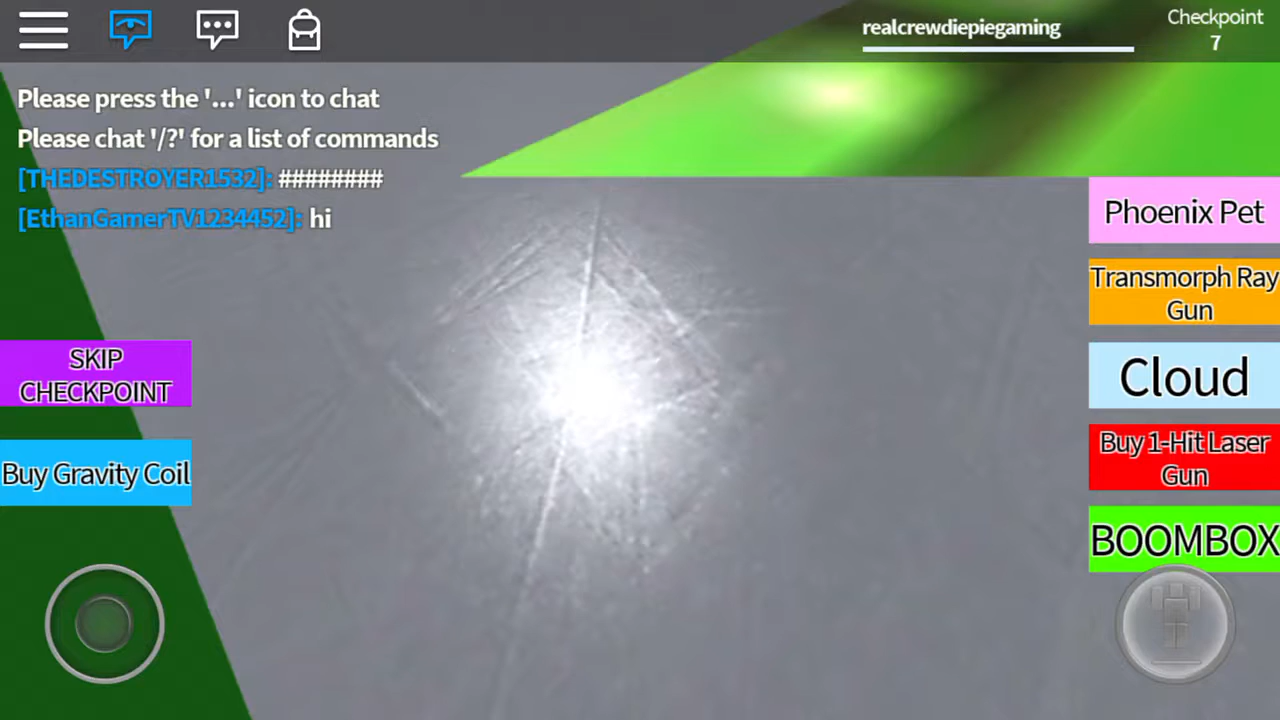 realcrewdiepiegaming
Checkpoint
7
Please press the '...' icon to chat
Please chat '/?' for a list of commands
[THEDESTROYER1532]: ########
[EthanGamerTV1234452]: hi
SKIP
CHECKPOINT
Buy Gravity Coil
Phoenix Pet
Transmorph Ray
Gun
Cloud
Buy 1-Hit Laser
Gun
BOOMBOX